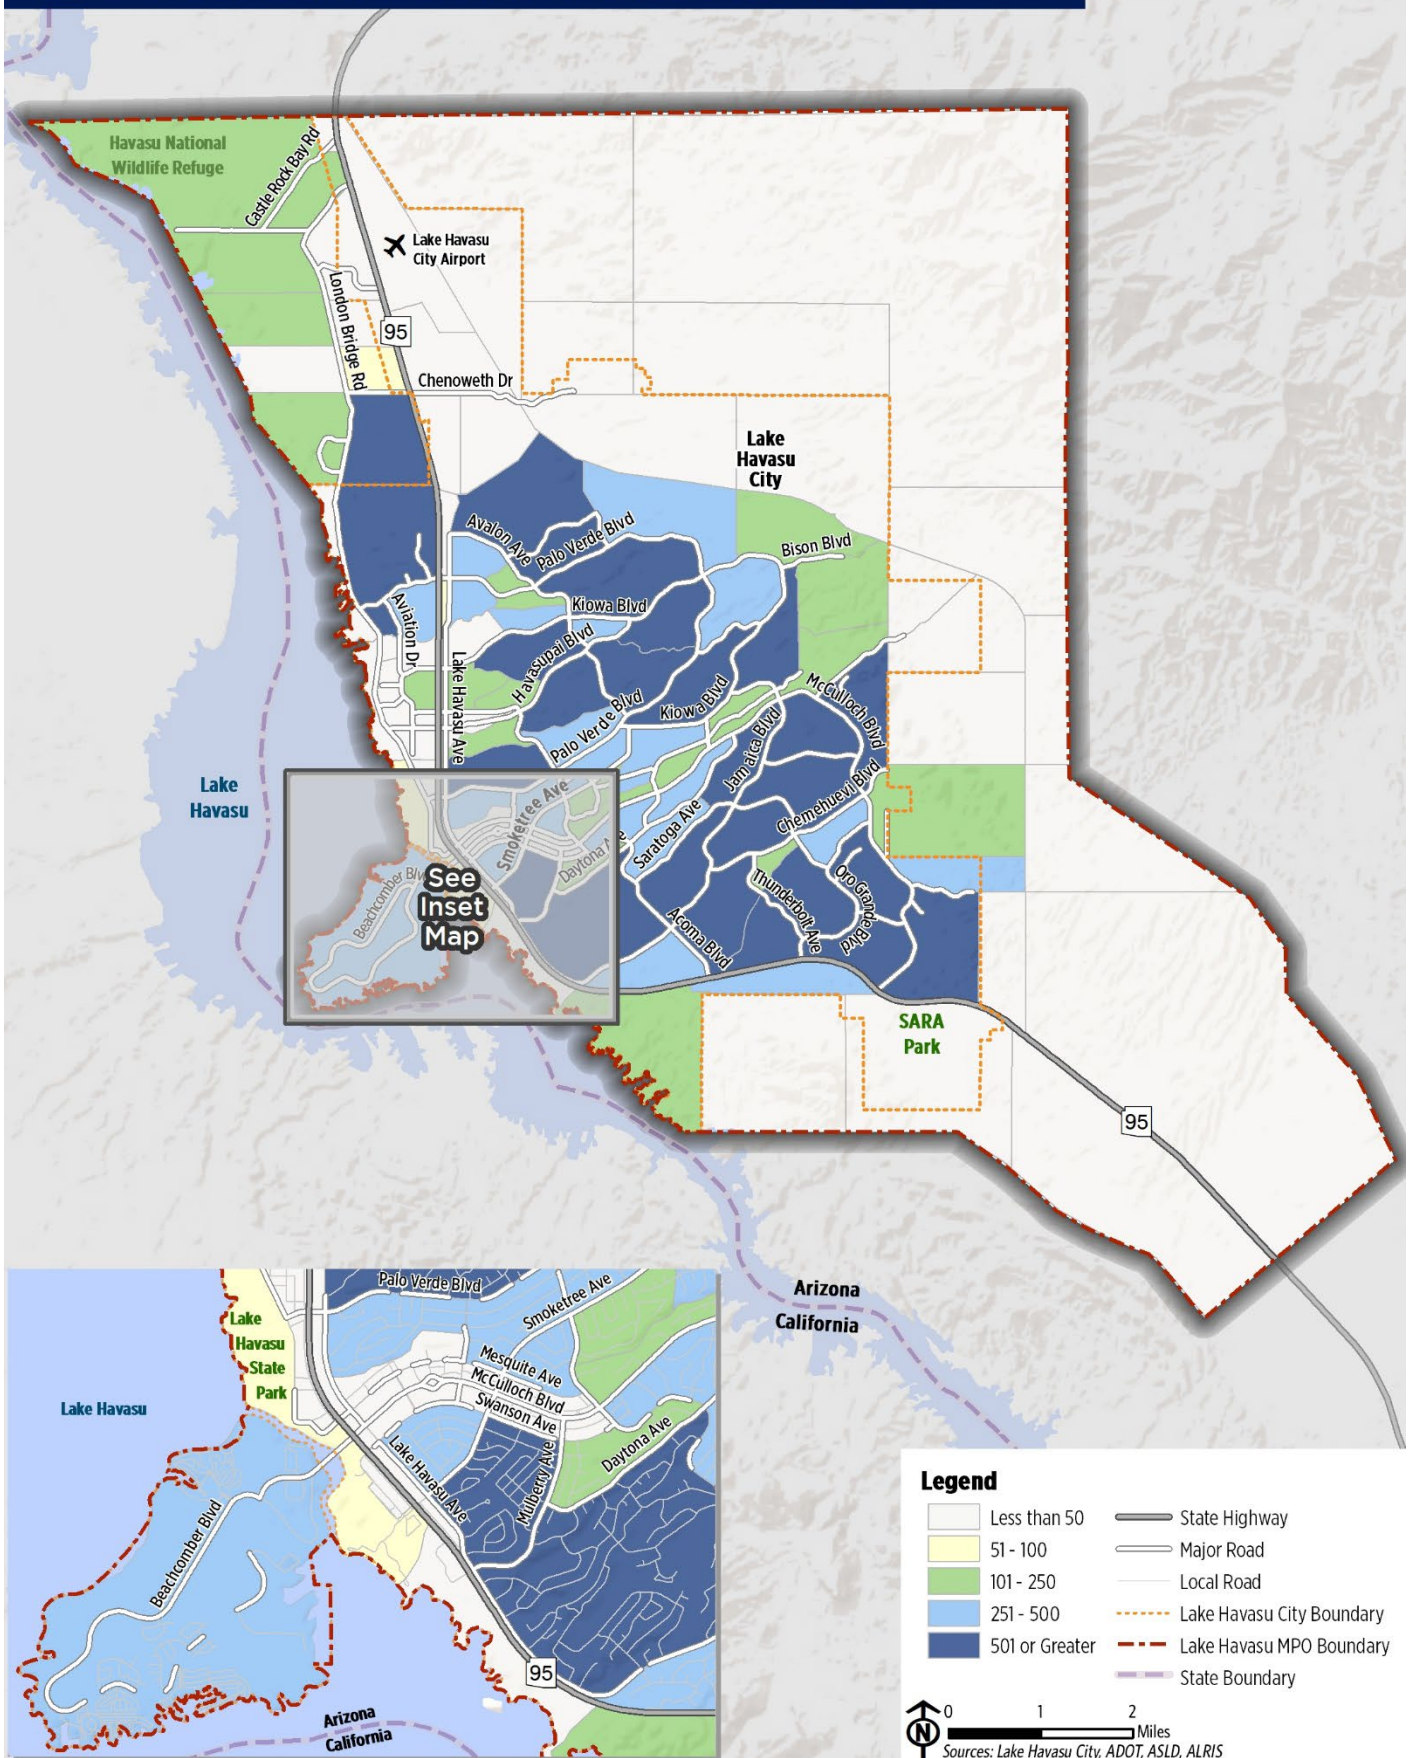 Havasu National
Wildlife Refuge
Castle Rock Bay Rd
Lake Havasu
City Airport
London Bridge Rd
95
Chenoweth Dr
Lake
Havasu
City
Avalon Ave
Palo Verde Blvd
Bison Blvd
Kiowa Blvd
Aviation Dr
Havasupai Blvd
Lake Havasu Ave
Kiowa Blvd
McCulloch Blvd
Palo Verde Blvd
Jamaica Blvd
Lake
Havasu
Chemehuevi Blvd
Smoketree Ave
Saratoga Ave
Daytona
Beachcomber Blv
See
Inset
Map
Thunderbolt Ave
Oro Grande Blvd
Acoma Blvd
SARA
Park
95
Arizona
California
Palo Verde Blvd
Smoketree Ave
Lake
Havasu
State
Park
Mesquite Ave
McCulloch Blvd
Swanson Ave
Lake Havasu
Lake Havasu Ave
Mulberry Ave
Daytona Ave
Beachcomber Blvd
95
Arizona
California
Legend
Less than 50
51 - 100
101 - 250
251 - 500
501 or Greater
State Highway
Major Road
Local Road
Lake Havasu City Boundary
Lake Havasu MPO Boundary
State Boundary
N
0 1 2
Miles
Sources: Lake Havasu City, ADOT, ASLD, ALRIS